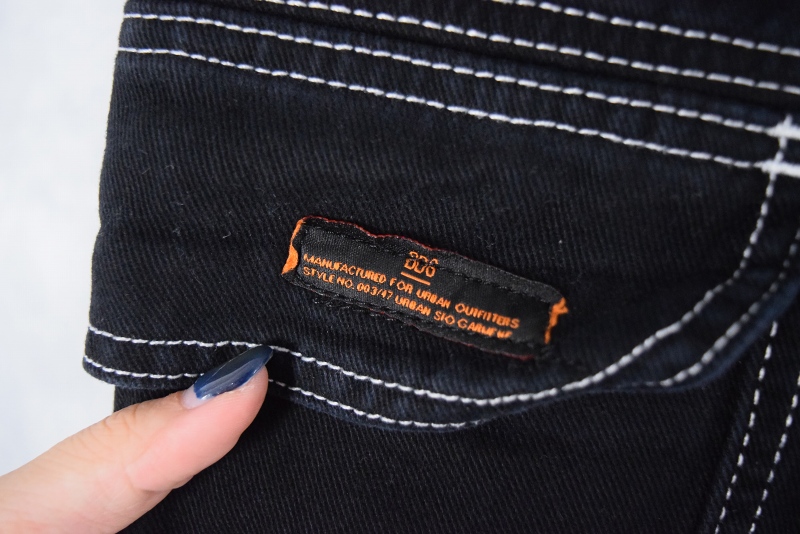 BDG
MANUFACTURED FOR URBAN OUTFITTERS
STYLE NO. 003/47 URBAN SIO GARMENT